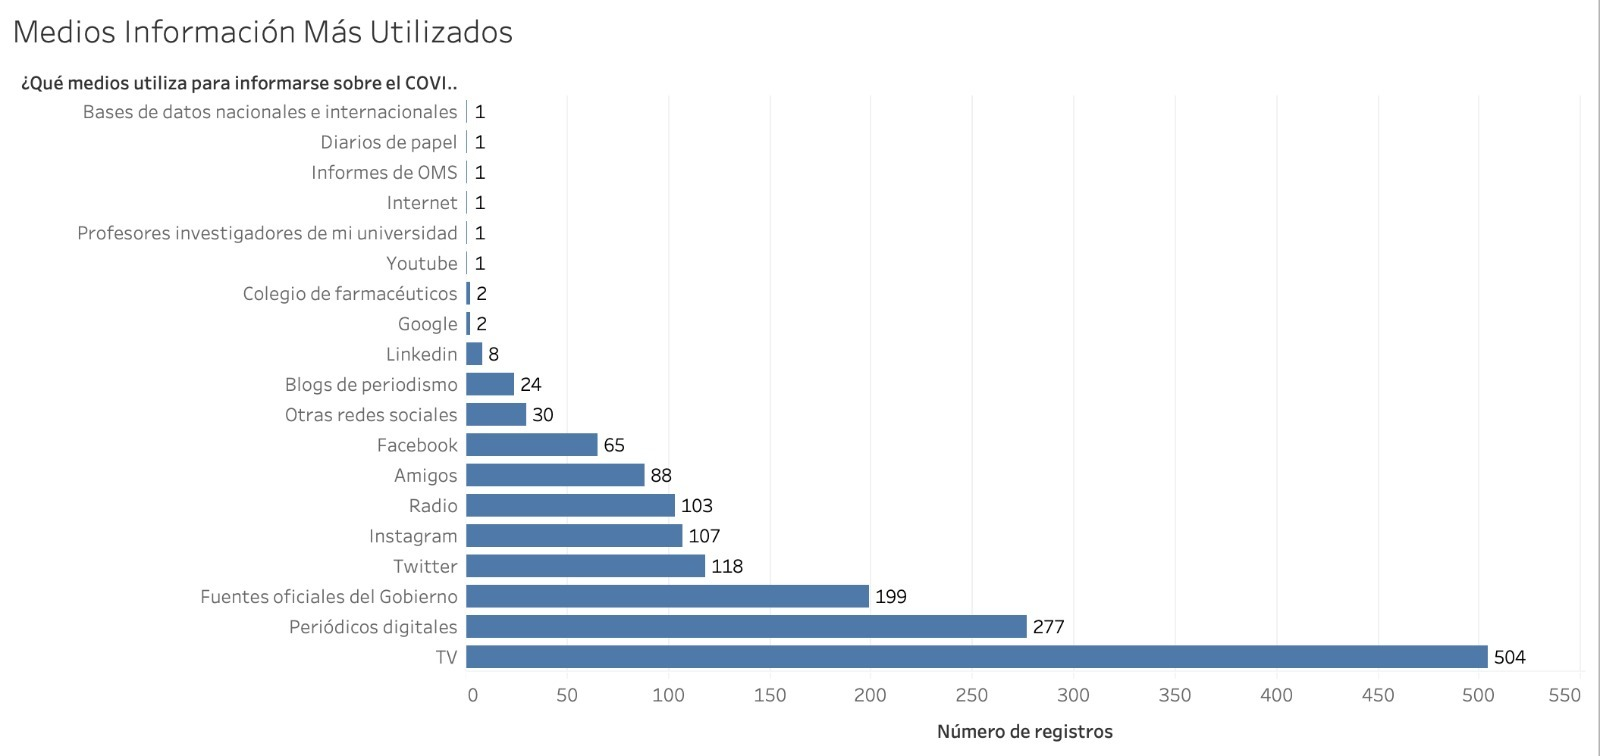 Medios Información Más Utilizados
¿Qué medios utiliza para informarse sobre el COVI..
Bases de datos nacionales e internacionales 1
Diarios de papel 1
Informes de OMS 1
Internet 1
Profesores investigadores de mi universidad 1
Youtube 1
Colegio de farmacéuticos 2
Google 2
Linkedin 8
Blogs de periodismo 24
Otras redes sociales 30
Facebook 65
Amigos 88
Radio 103
Instagram 107
Twitter 118
Fuentes oficiales del Gobierno 199
Periódicos digitales 277
TV 504
0 50 100 150 200 250 300 350 400 450 500 550
Número de registros